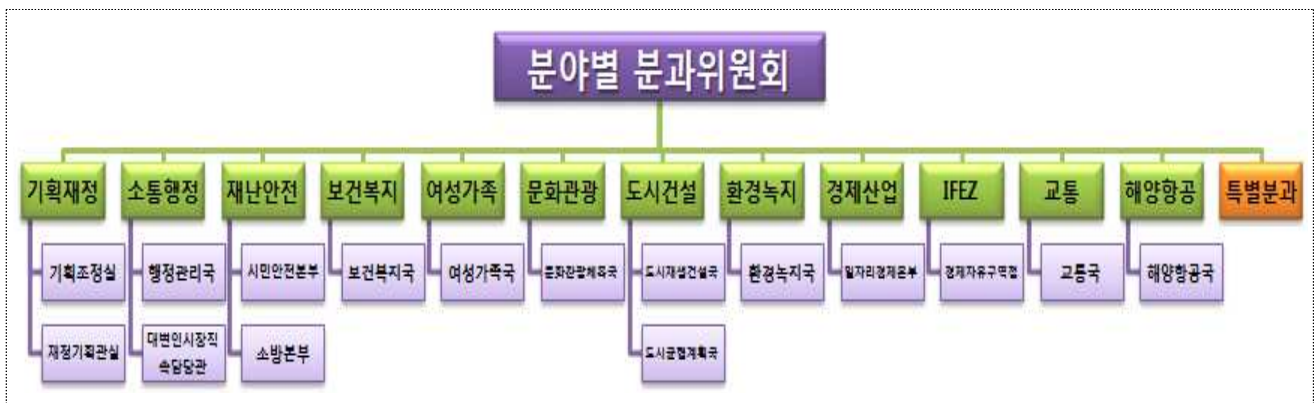 분야별 분과위원회
기획재정 소통행정 재난안전 보건복지 여성가족 문화관광 도시건설 환경녹지 경제산업 IFEZ 교통 해양항공 특별분과
기획조정실 행정관리국 시민안전본부 보건복지국 여성가족국 문화관광체육국 도시재생건설국 환경녹지국 일자리경제본부 경제자유구역청 교통국 해양항공국
재정기획관실 대변인시장직 소방본부 도시균형계획국
속담당관